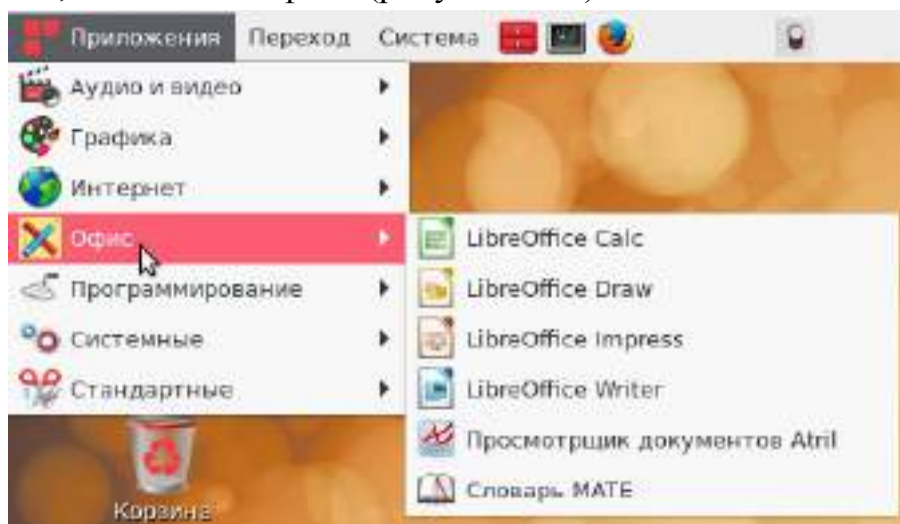 Приложения Переход Система
Аудио и видео
Графика
Интернет
Офис
Программирование
Системные
Стандартные
LibreOffice Calc
LibreOffice Draw
LibreOffice Impress
LibreOffice Writer
Просмотрщик документов Atril
Словарь MATE
Корзина